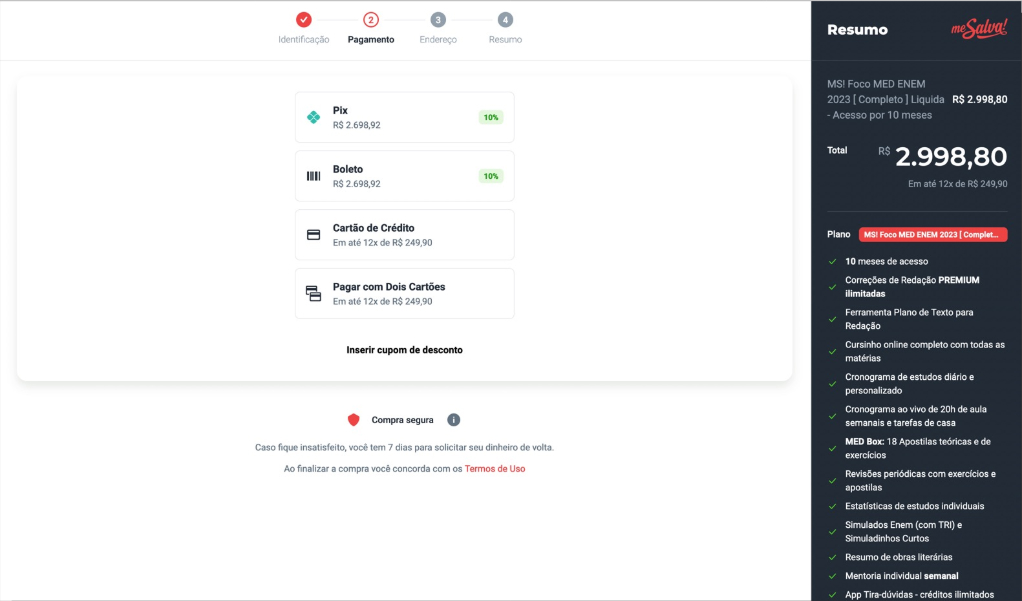 2
3
4
Identificação
Pagamento
Endereço
Resumo
Pix
R$ 2.698,92
10%
Boleto
R$ 2.698,92
10%
Cartão de Crédito
Em até 12x de R$ 249,90
Pagar com Dois Cartões
Em até 12x de R$ 249,90
Inserir cupom de desconto
Compra segura i
Caso fique insatisfeito, você tem 7 dias para solicitar seu dinheiro de volta.
Ao finalizar a compra você concorda com os Termos de Uso
Resumo
meSalva!
MS! Foco MED ENEM
2023 [ Completo ] Liquida R$ 2.998,80
- Acesso por 10 meses
Total R$ 2.998,80
Em até 12x de R$ 249,90
Plano MS! Foco MED ENEM 2023 [ Complet...
10 meses de acesso
Correções de Redação PREMIUM
ilimitadas
Ferramenta Plano de Texto para
Redação
Cursinho online completo com todas as
matérias
Cronograma de estudos diário e
personalizado
Cronograma ao vivo de 20h de aula
semanais e tarefas de casa
MED Box: 18 Apostilas teóricas e de
exercícios
Revisões periódicas com exercícios e
apostilas
Estatísticas de estudos individuais
Simulados Enem (com TRI) e
Simuladinhos Curtos
Resumo de obras literárias
Mentoria individual semanal
App Tira-dúvidas - créditos ilimitados